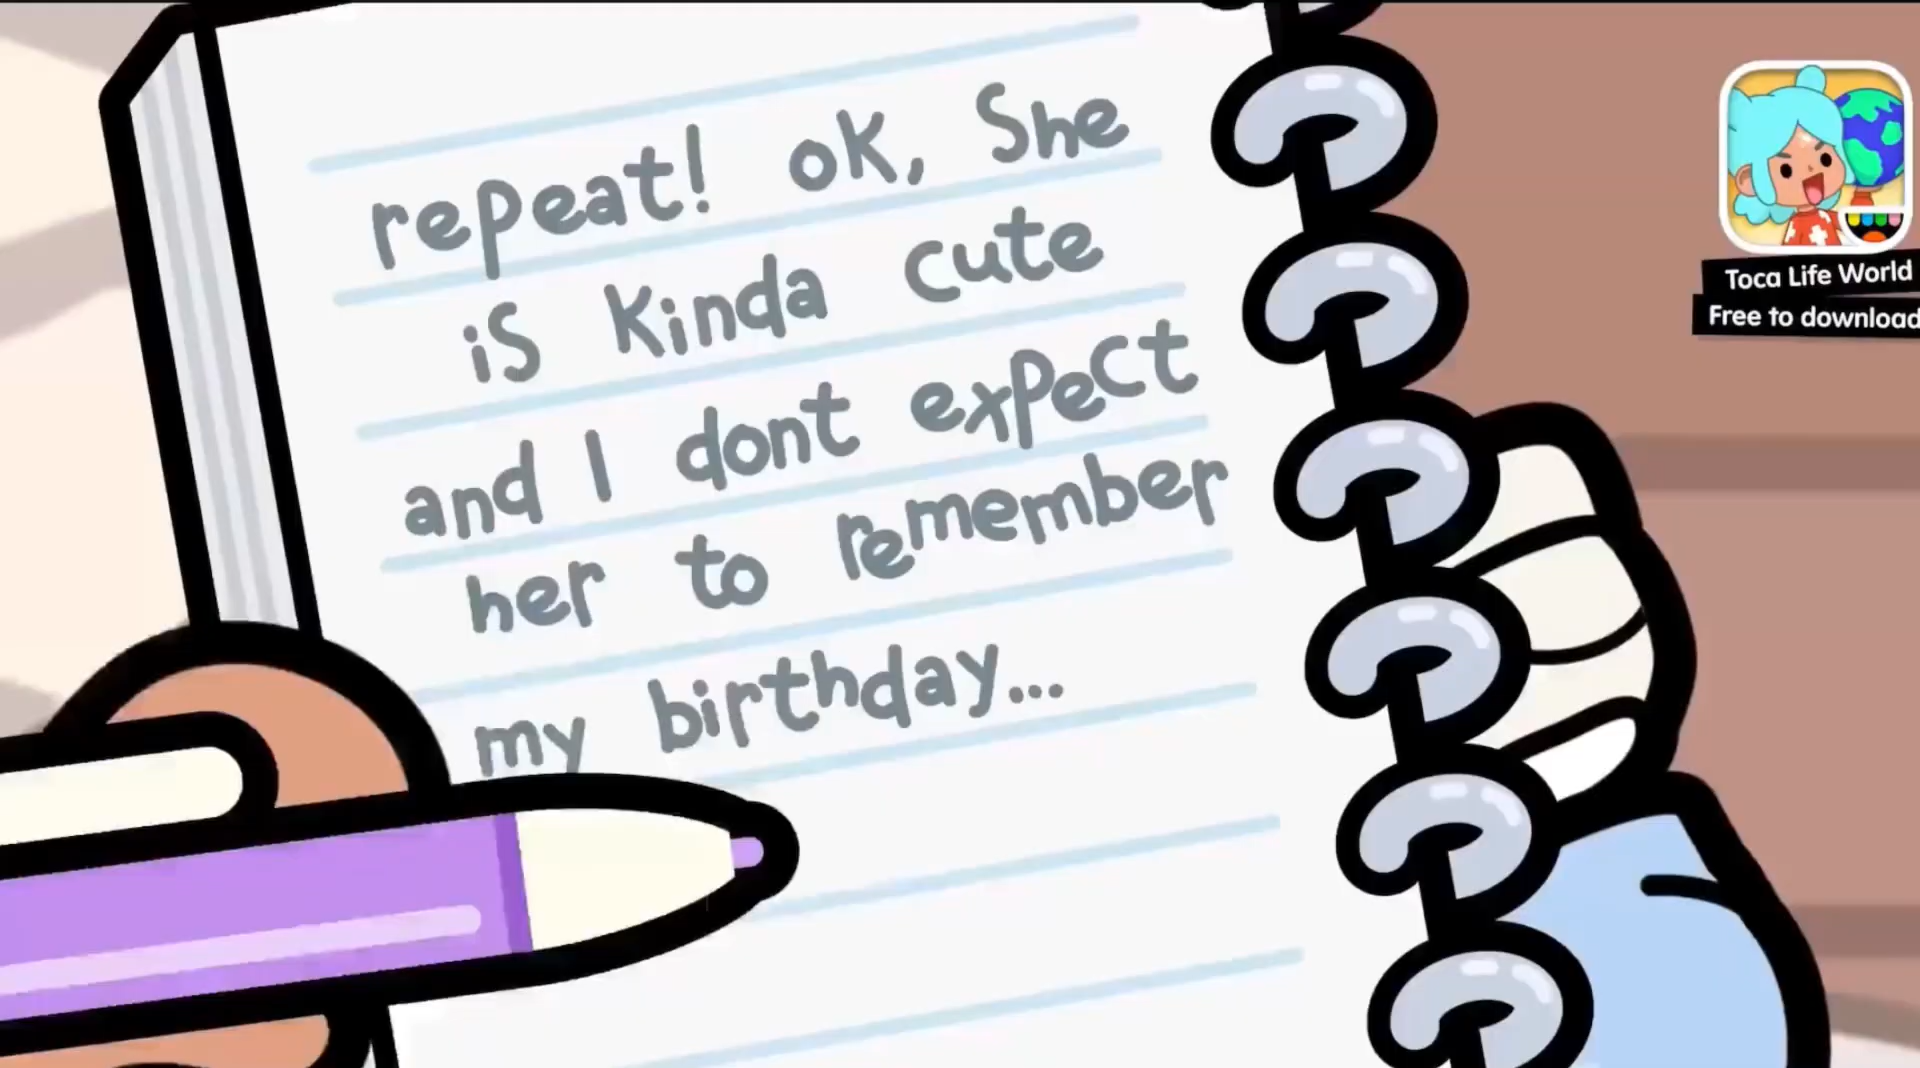 repeat! ok, She
is kinda cute
and I dont expect
her to remember
my birthday...
Toca Life World
Free to download